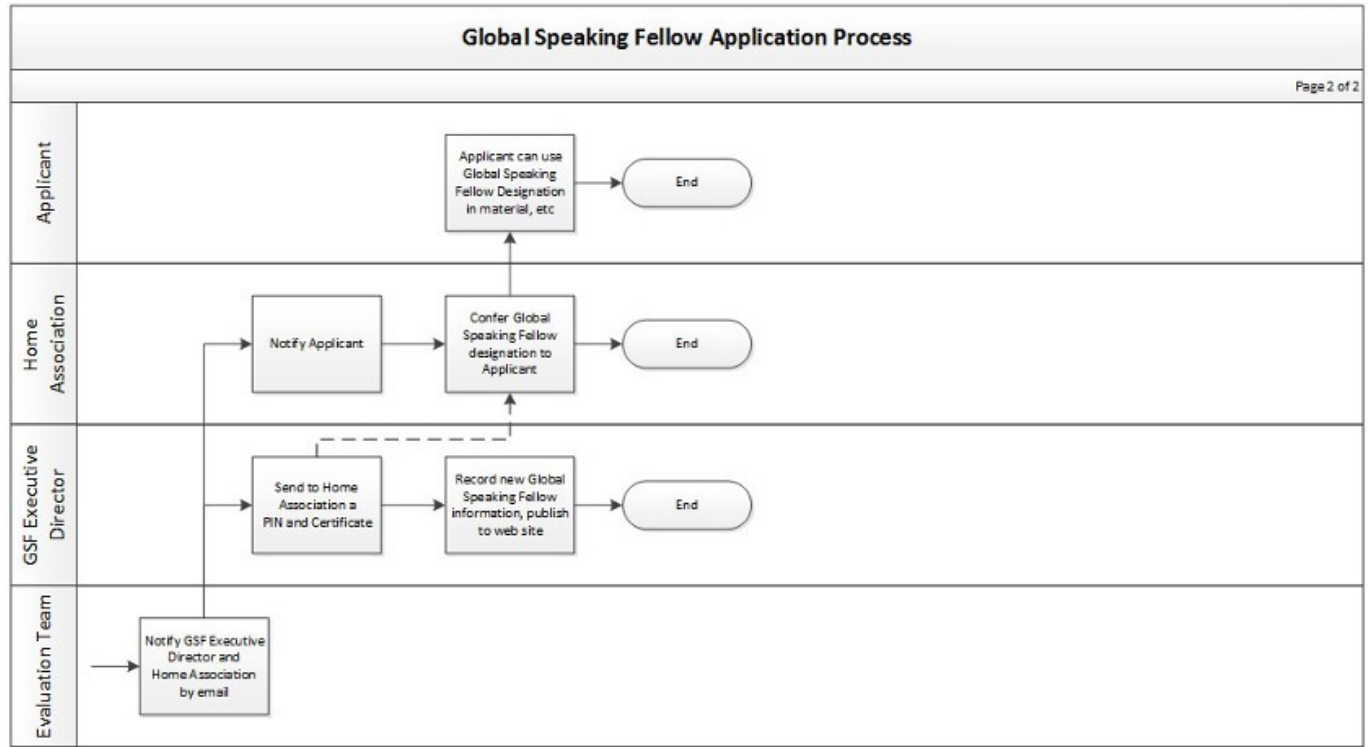 Global Speaking Fellow Application Process
Page 2 of 2
Applicant
Applicant can use
Global Speaking
Fellow Designation
in material, etc
End
Home
Association
Notify Applicant
Confer Global
Speaking Fellow
designation to
Applicant
End
GSF Executive
Director
Send to Home
Association a
PIN and Certificate
Record new Global
Speaking Fellow
information, publish
to web site
End
Evaluation Team
Notify GSF Executive
Director and
Home Association
by email